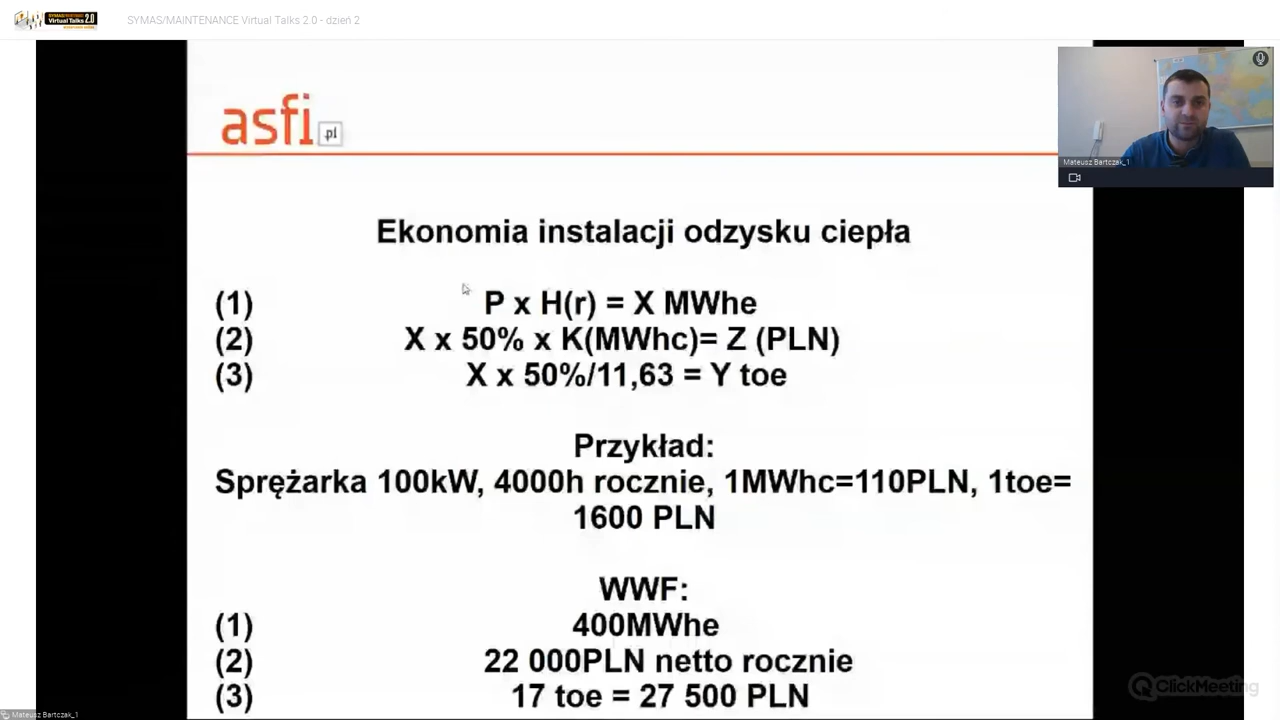 SYMAS/MAINTENANCE Virtual Talks 2.0 - dzień 2
asfi .pl
Mateusz Bartczak_1
Ekonomia instalacji odzysku ciepła
(1) P x H(r) = X MWhe
(2) X x 50% x K(MWhc)= Z (PLN)
(3) X x 50%/11,63 = Y toe
Przykład:
Sprężarka 100kW, 4000h rocznie, 1MWhc=110PLN, 1toe=
1600 PLN
WWF:
(1) 400MWhe
(2) 22 000PLN netto rocznie
(3) 17 toe = 27 500 PLN
ClickMeeting
Mateusz Bartczak_1